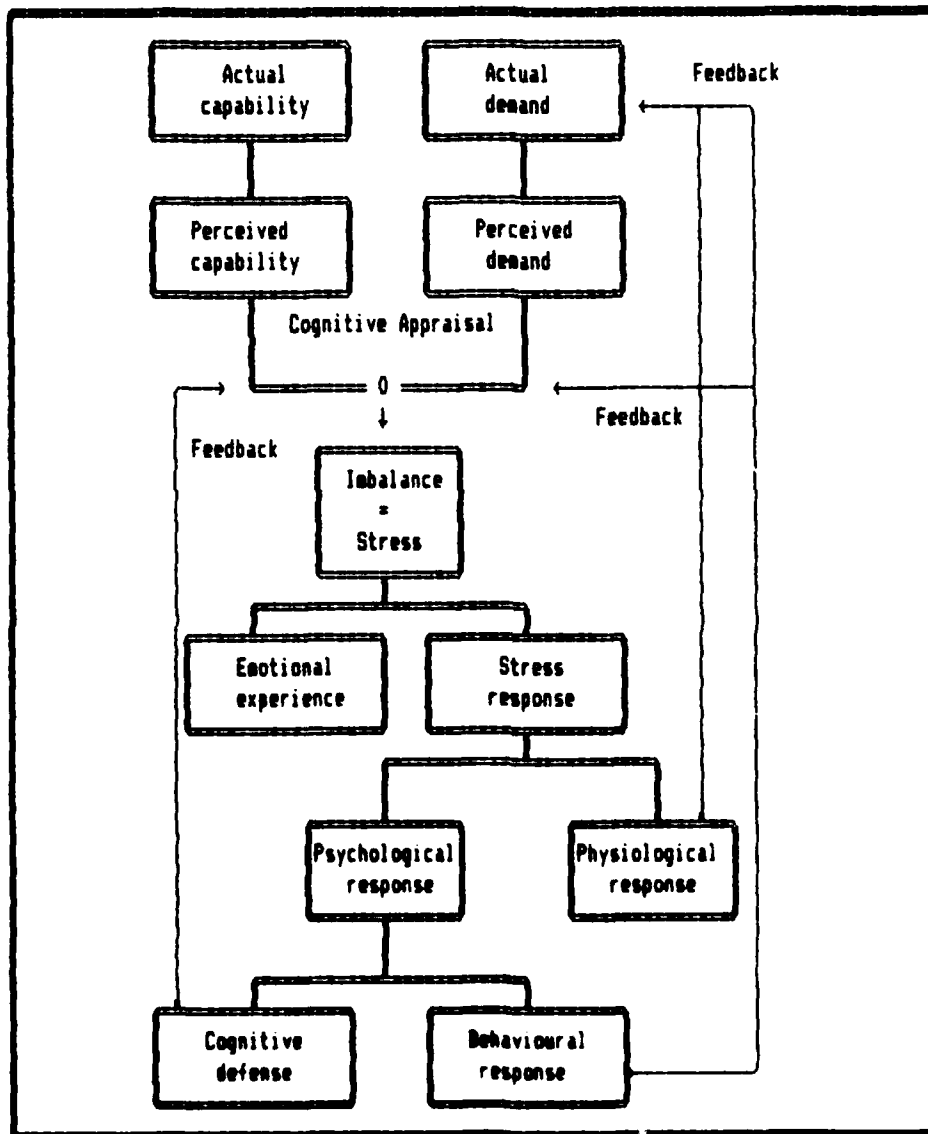 Actual
capability
Actual
demand
Feedback
Perceived
capability
Perceived
demand
Cognitive Appraisal
0
Feedback
Feedback
Imbalance
=
Stress
Emotional
experience
Stress
response
Psychological
response
Physiological
response
Cognitive
defense
Behavioural
response